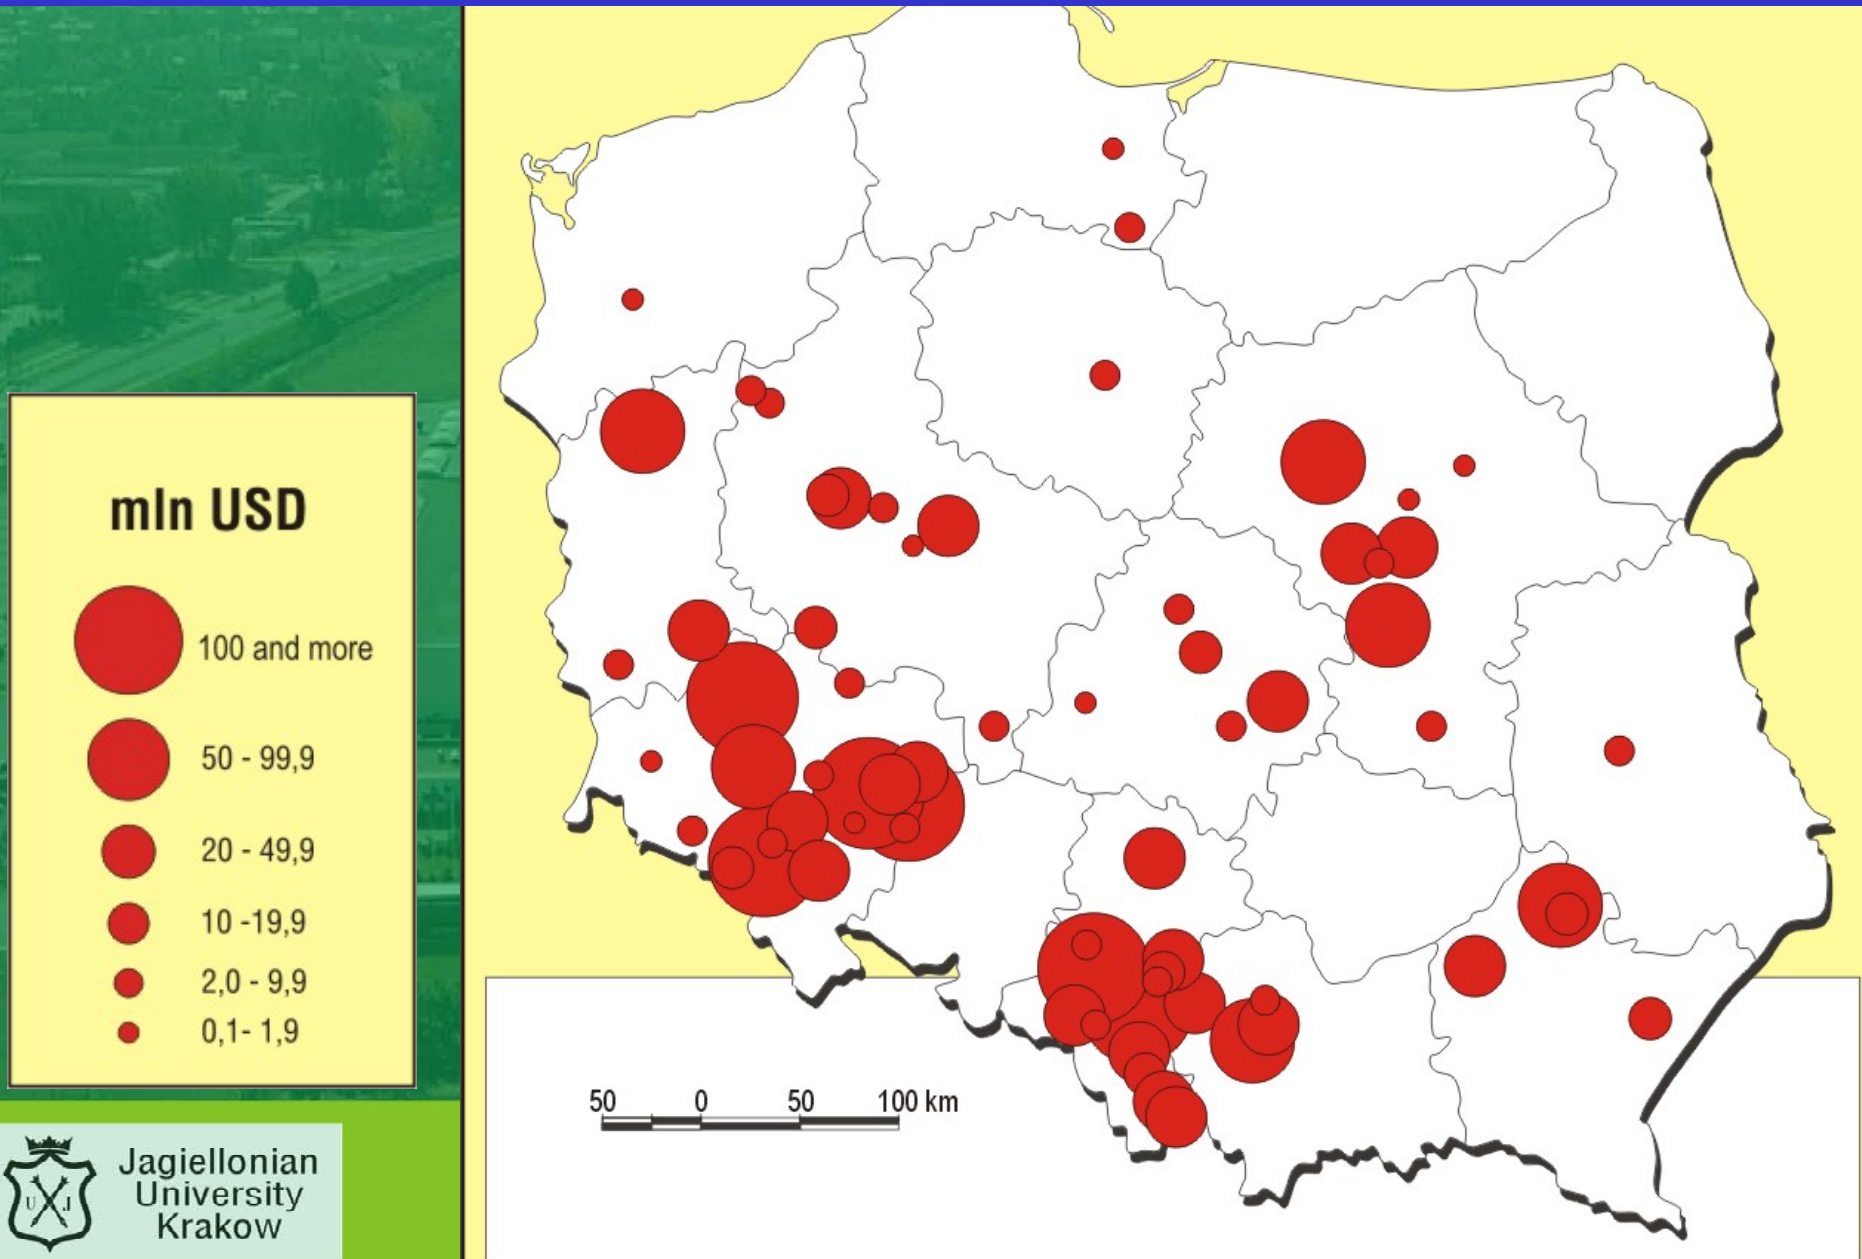 mln USD
100 and more
50 - 99,9
20 - 49,9
10 -19,9
2,0 - 9,9
0,1- 1,9
50 0 50 100 km
U J
Jagiellonian
University
Krakow